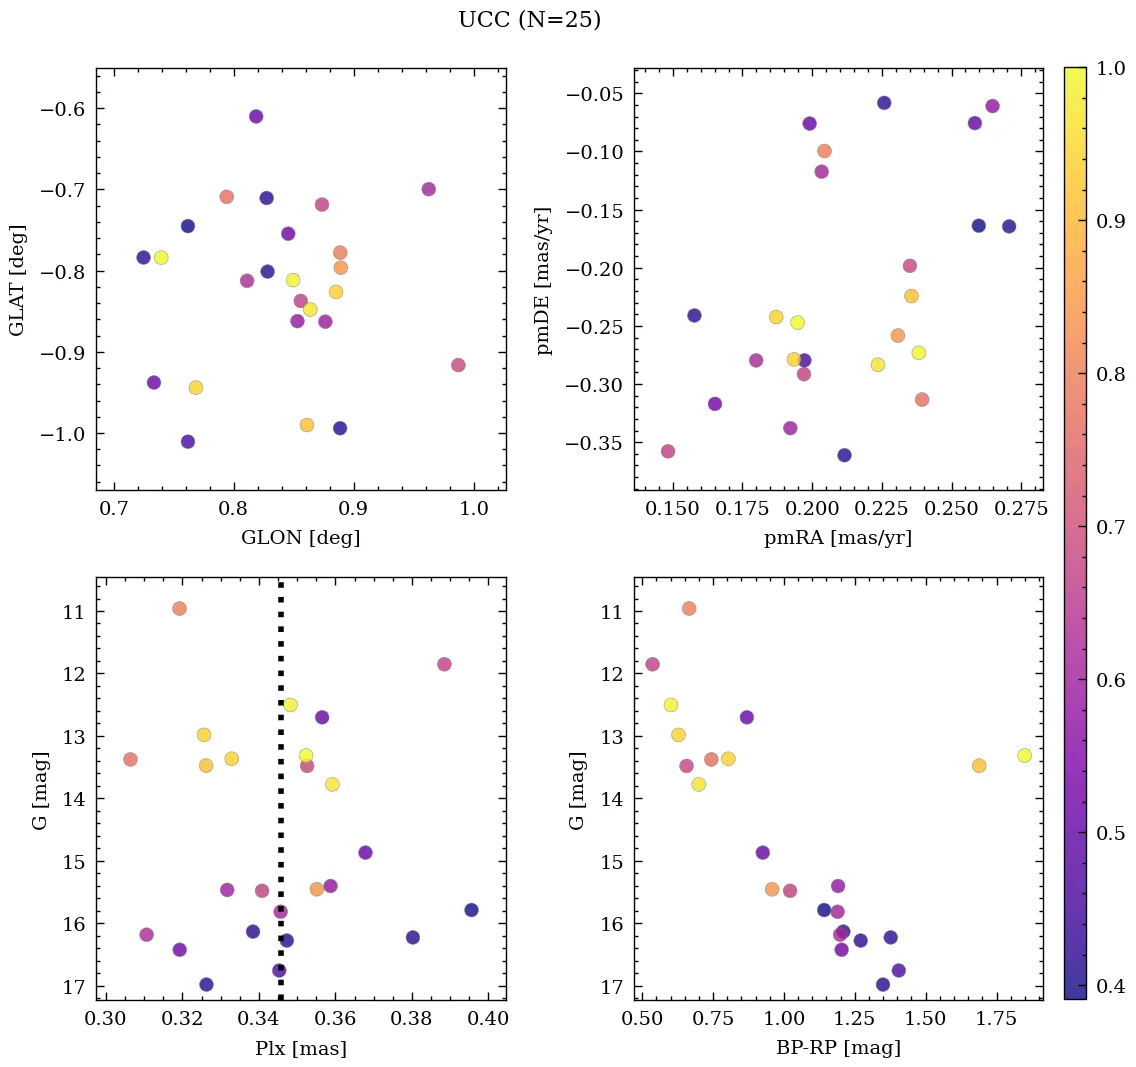 UCC (N=25)
−0.6
−0.7
−0.8
−0.9
−1.0
GLAT [deg]
0.7 0.8 0.9 1.0
GLON [deg]
−0.05
−0.10
−0.15
−0.20
−0.25
−0.30
−0.35
pmDE [mas/yr]
0.150 0.175 0.200 0.225 0.250 0.275
pmRA [mas/yr]
11
12
13
14
15
16
17
G [mag]
0.30 0.32 0.34 0.36 0.38 0.40
Plx [mas]
11
12
13
14
15
16
17
G [mag]
0.50 0.75 1.00 1.25 1.50 1.75
BP-RP [mag]
1.0
0.9
0.8
0.7
0.6
0.5
0.4